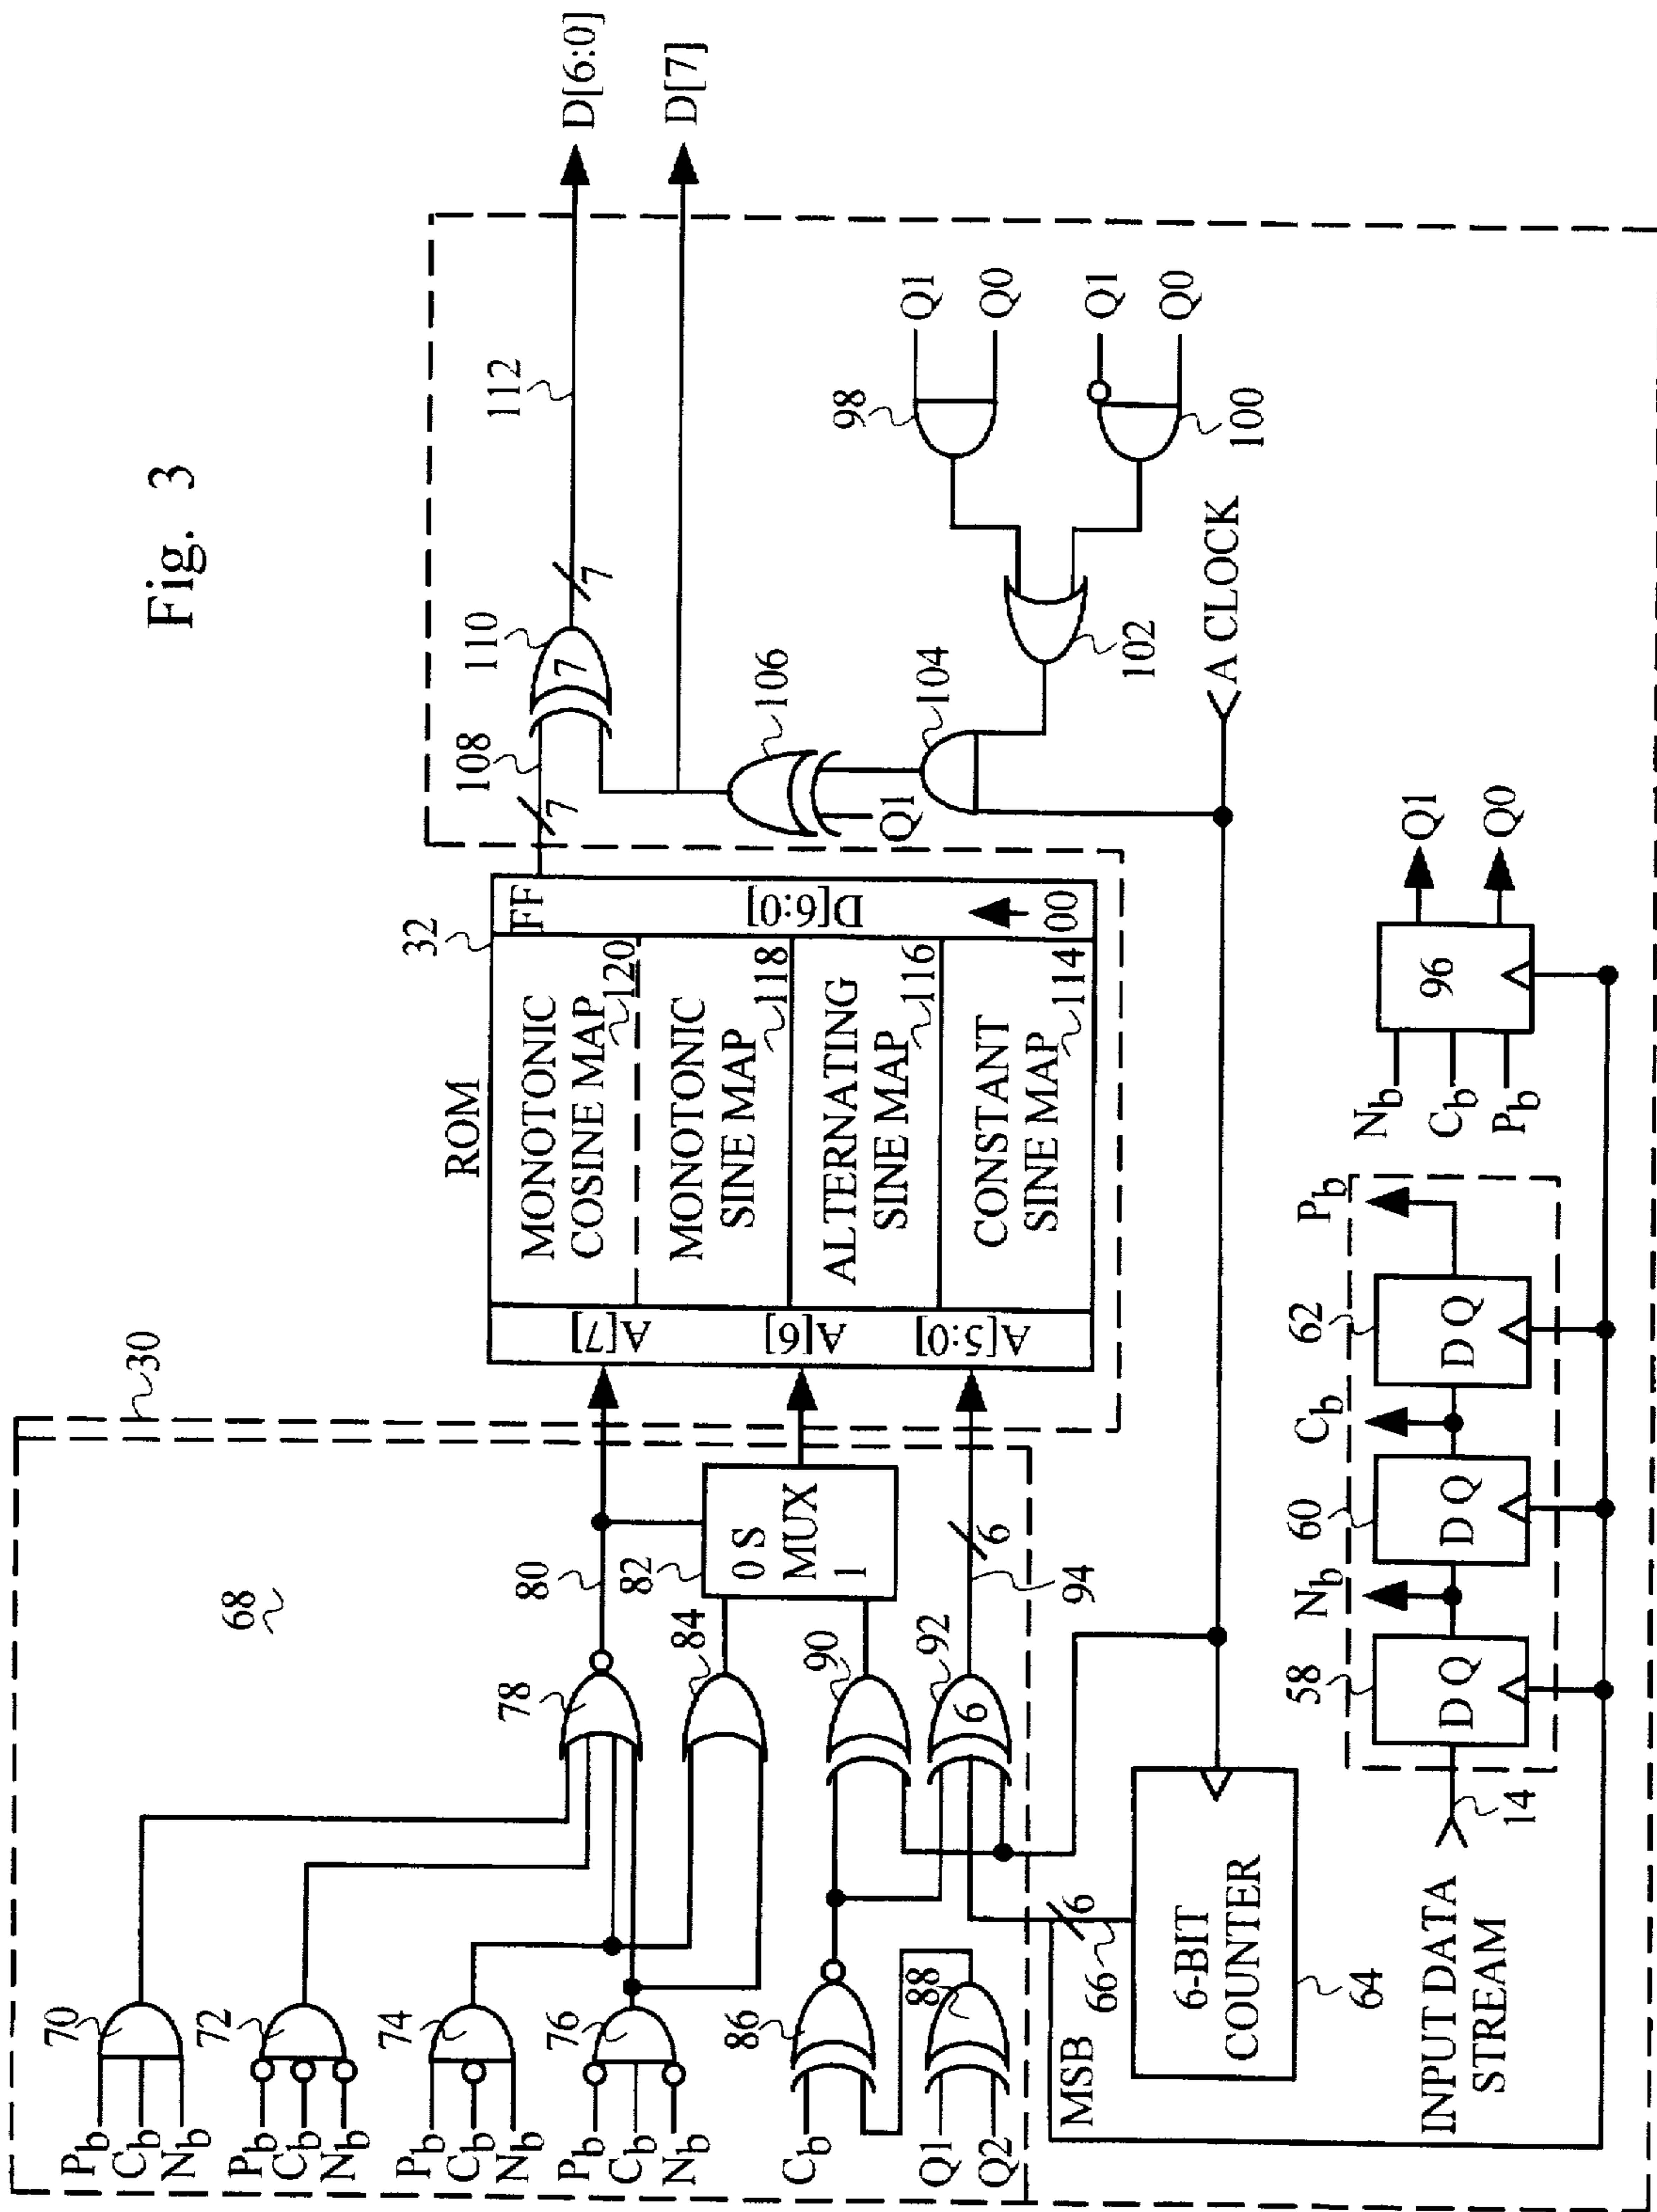 Fig. 3
30
68
70
72
74
76
78
80
82
84
86
88
90
92
94
Pb
Cb
Nb
Pb
Cb
Nb
Pb
Cb
Nb
Pb
Cb
Nb
Cb
Q1
Q2
0 S
MUX
1
6
6
ROM
32
A[7]
A[6]
A[5:0]
MONOTONIC
COSINE MAP
120
MONOTONIC
SINE MAP
118
ALTERNATING
SINE MAP
116
CONSTANT
SINE MAP
114
FF
D[6:0]
00
108
7
110
7
7
112
D[6:0]
D[7]
106
Q1
104
102
98
Q1
Q0
100
Q1
Q0
A CLOCK
MSB
66
6
6-BIT
COUNTER
64
INPUT DATA
STREAM
14
58
D Q
Nb
60
D Q
Cb
62
D Q
Pb
Nb
Cb
Pb
96
Q1
Q0